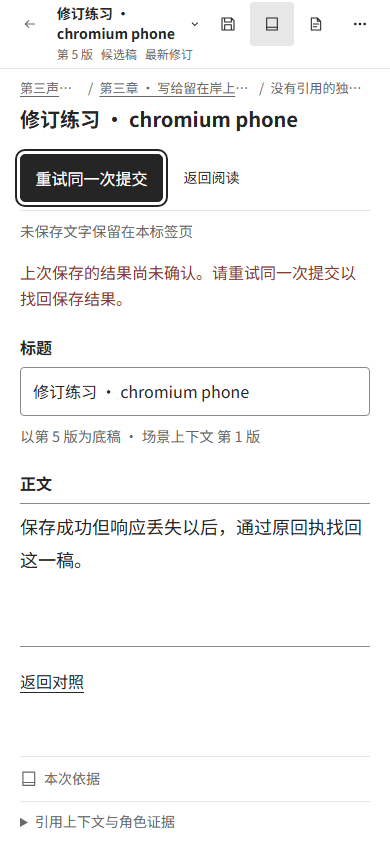 修订练习 · chromium phone
第 5 版 候选稿 最新修订
第三声… / 第三章 · 写给留在岸上… / 没有引用的独…
修订练习 · chromium phone
重试同一次提交 返回阅读
未保存文字保留在本标签页
上次保存的结果尚未确认。请重试同一次提交以
找回保存结果。
标题
修订练习 · chromium phone
以第 5 版为底稿 · 场景上下文 第 1 版
正文
保存成功但响应丢失以后，通过原回执找回
这一稿。
返回对照
本次依据
引用上下文与角色证据